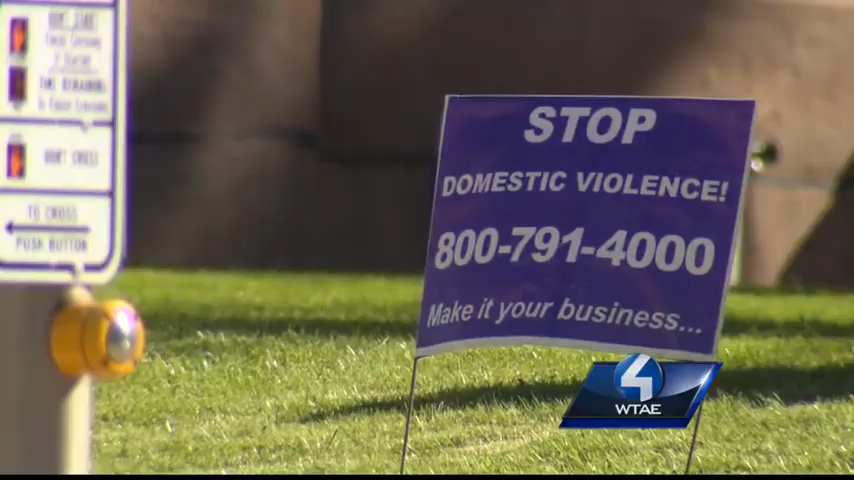 TO CROSS
PUSH BUTTON
STOP
DOMESTIC VIOLENCE!
800-791-4000
Make it your business...
4
WTAE